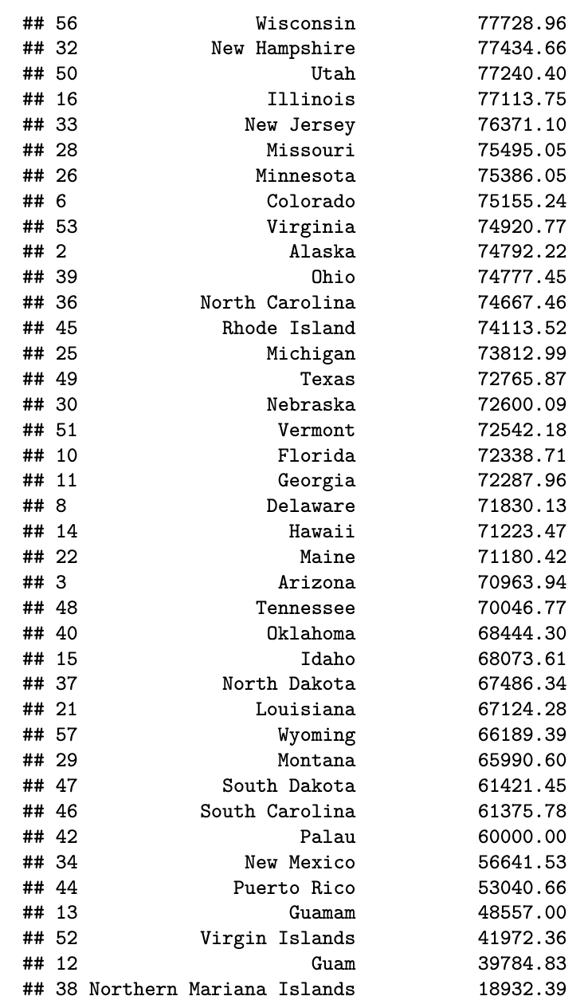 ## 56 Wisconsin 77728.96
## 32 New Hampshire 77434.66
## 50 Utah 77240.40
## 16 Illinois 77113.75
## 33 New Jersey 76371.10
## 28 Missouri 75495.05
## 26 Minnesota 75386.05
## 6 Colorado 75155.24
## 53 Virginia 74920.77
## 2 Alaska 74792.22
## 39 Ohio 74777.45
## 36 North Carolina 74667.46
## 45 Rhode Island 74113.52
## 25 Michigan 73812.99
## 49 Texas 72765.87
## 30 Nebraska 72600.09
## 51 Vermont 72542.18
## 10 Florida 72338.71
## 11 Georgia 72287.96
## 8 Delaware 71830.13
## 14 Hawaii 71223.47
## 22 Maine 71180.42
## 3 Arizona 70963.94
## 48 Tennessee 70046.77
## 40 Oklahoma 68444.30
## 15 Idaho 68073.61
## 37 North Dakota 67486.34
## 21 Louisiana 67124.28
## 57 Wyoming 66189.39
## 29 Montana 65990.60
## 47 South Dakota 61421.45
## 46 South Carolina 61375.78
## 42 Palau 60000.00
## 34 New Mexico 56641.53
## 44 Puerto Rico 53040.66
## 13 Guamam 48557.00
## 52 Virgin Islands 41972.36
## 12 Guam 39784.83
## 38 Northern Mariana Islands 18932.39